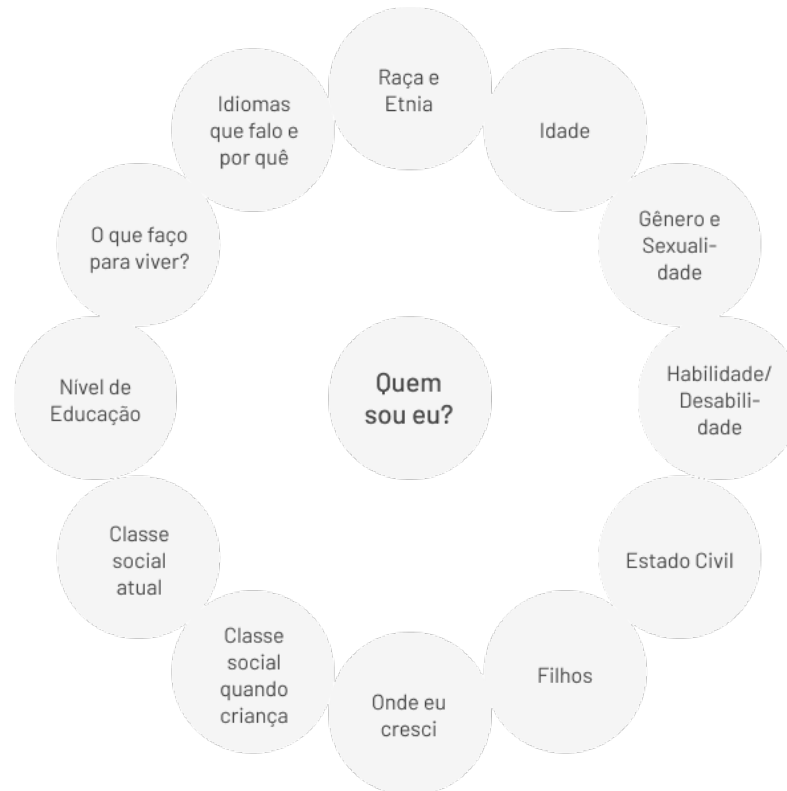 Raça e
Etnia
Idade
Gênero e
Sexuali-
dade
Habilidade/
Desabili-
dade
Estado Civil
Filhos
Onde eu
cresci
Classe
social
quando
criança
Classe
social
atual
Nível de
Educação
O que faço
para viver?
Idiomas
que falo e
por quê
Quem
sou eu?